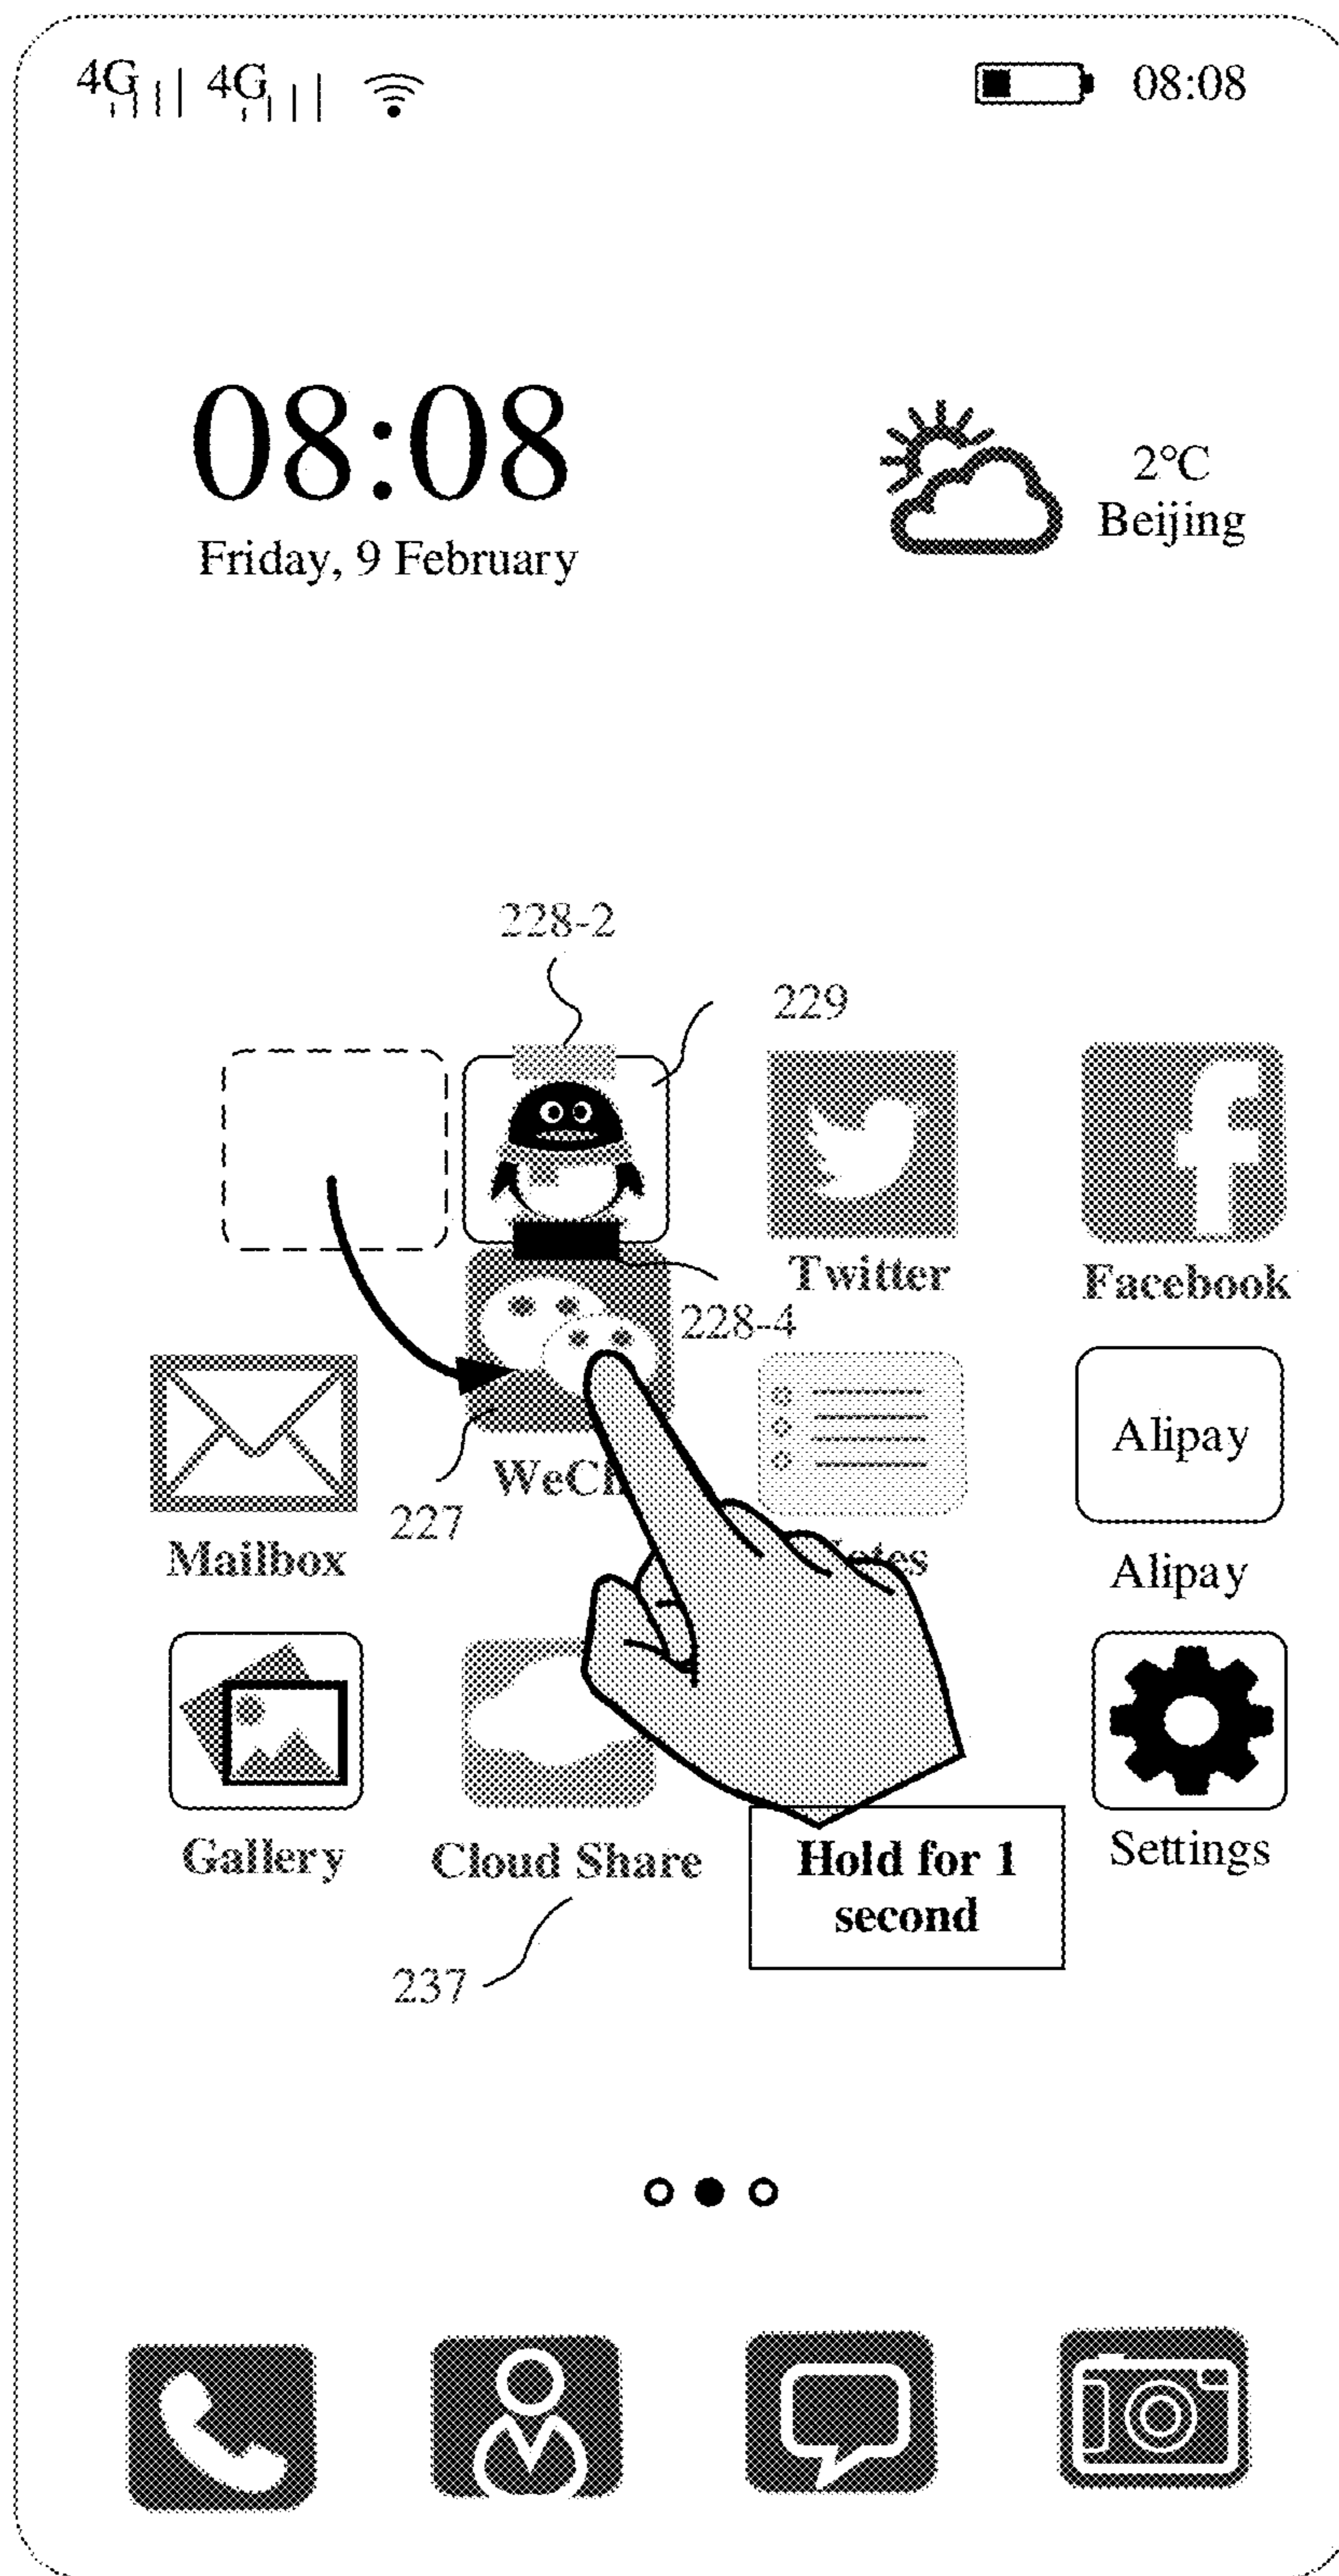 4G 4G 08:08
08:08
Friday, 9 February
2°C
Beijing
228-2
229
Twitter
Facebook
228-4
Alipay
WeCh
227
Mailbox
Alipay
Gallery
Cloud Share
Settings
Hold for 1
second
237